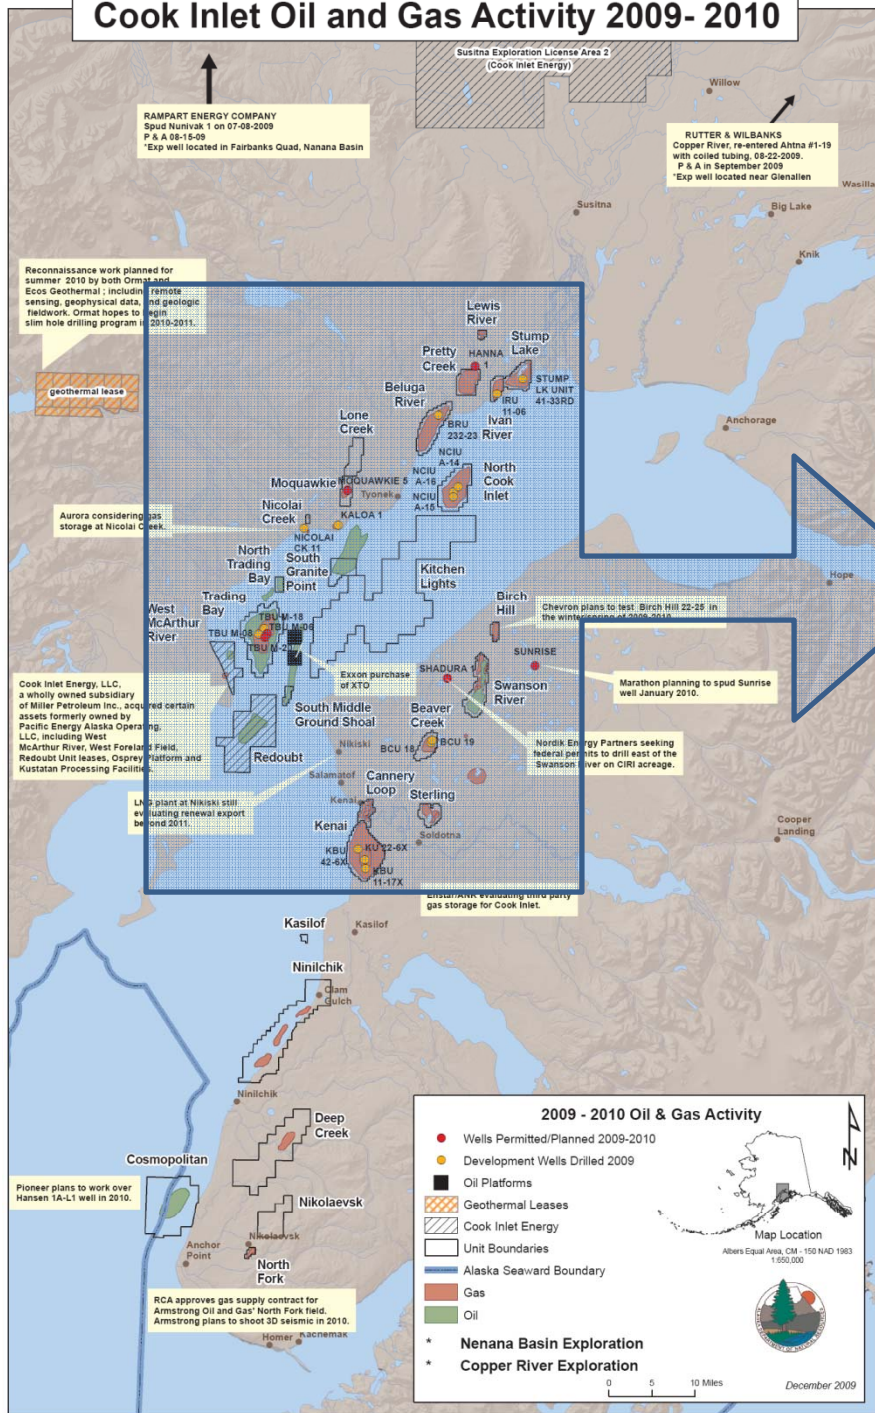 Cook Inlet Oil and Gas Activity 2009- 2010
Susitna Exploration License Area 2
(Cook Inlet Energy)
Willow
RAMPART ENERGY COMPANY
Spud Nunivak 1 on 07-08-2009
P & A 08-15-09
*Exp well located in Fairbanks Quad, Nanana Basin
RUTTER & WILBANKS
Copper River, re-entered Ahtna #1-19
with coiled tubing, 08-22-2009.
P & A in September 2009
*Exp well located near Glenallen
Wasilla
Susitna
Big Lake
Knik
Reconnaissance work planned for
summer 2010 by both Ormat and
Ecos Geothermal ; including remote
sensing, geophysical data, and geologic
fieldwork. Ormat hopes to begin
slim hole drilling program in 2010-2011.
geothermal lease
Lewis
River
Stump
Lake
Pretty
Creek
HANNA
1
STUMP
LK UNIT
41-33RD
Beluga
River
IRU
11-06
Ivan
River
BRU
232-23
Anchorage
Lone
Creek
NCIU
A-14
NCIU
A-16
North
Cook
Inlet
NCIU
A-15
Moquawkie
MOQUAWKIE 5
Tyonek
Nicolai
Creek
KALOA 1
Aurora considering gas
storage at Nicolai Creek.
NICOLAI
CK 11
North
Trading
Bay
South
Granite
Point
Kitchen
Lights
Hope
Trading
Bay
Birch
Hill
Chevron plans to test Birch Hill 22-25 in
the winter/spring of 2009-2010
West
McArthur
River
TBU M-18
TBU M-06
TBU M-08
TBU M-20
SUNRISE
SHADURA 1
Exxon purchase
of XTO
Marathon planning to spud Sunrise
well January 2010.
Swanson
River
Cook Inlet Energy, LLC,
a wholly owned subsidiary
of Miller Petroleum Inc., acquired certain
assets formerly owned by
Pacific Energy Alaska Operating,
LLC, including West
McArthur River, West Foreland Field,
Redoubt Unit leases, Osprey Platform and
Kustatan Processing Facilities.
South Middle
Ground Shoal
Beaver
Creek
Nordik Energy Partners seeking
federal permits to drill east of the
Swanson River on CIRI acreage.
Redoubt
Nikiski
BCU 18
BCU 19
Salamatof
Cannery
Loop
LNG plant at Nikiski still
evaluating renewal export
beyond 2011.
Kenai
Sterling
Kenai
Soldotna
Cooper
Landing
KBU
42-6X
KU 22-6X
KBU
11-17X
Enstar/ANR evaluating third party
gas storage for Cook Inlet.
Kasilof
Kasilof
Ninilchik
Clam
Gulch
Ninilchik
Deep
Creek
Cosmopolitan
Pioneer plans to work over
Hansen 1A-L1 well in 2010.
Nikolaevsk
Nikolaevsk
Anchor
Point
North
Fork
RCA approves gas supply contract for
Armstrong Oil and Gas' North Fork field.
Armstrong plans to shoot 3D seismic in 2010.
Homer
Kachemak
2009 - 2010 Oil & Gas Activity
Wells Permitted/Planned 2009-2010
Development Wells Drilled 2009
Oil Platforms
Geothermal Leases
Cook Inlet Energy
Unit Boundaries
Alaska Seaward Boundary
Gas
Oil
* Nenana Basin Exploration
* Copper River Exploration
N
Map Location
Albers Equal Area, CM - 150 NAD 1983
1:650,000
0 5 10 Miles
December 2009